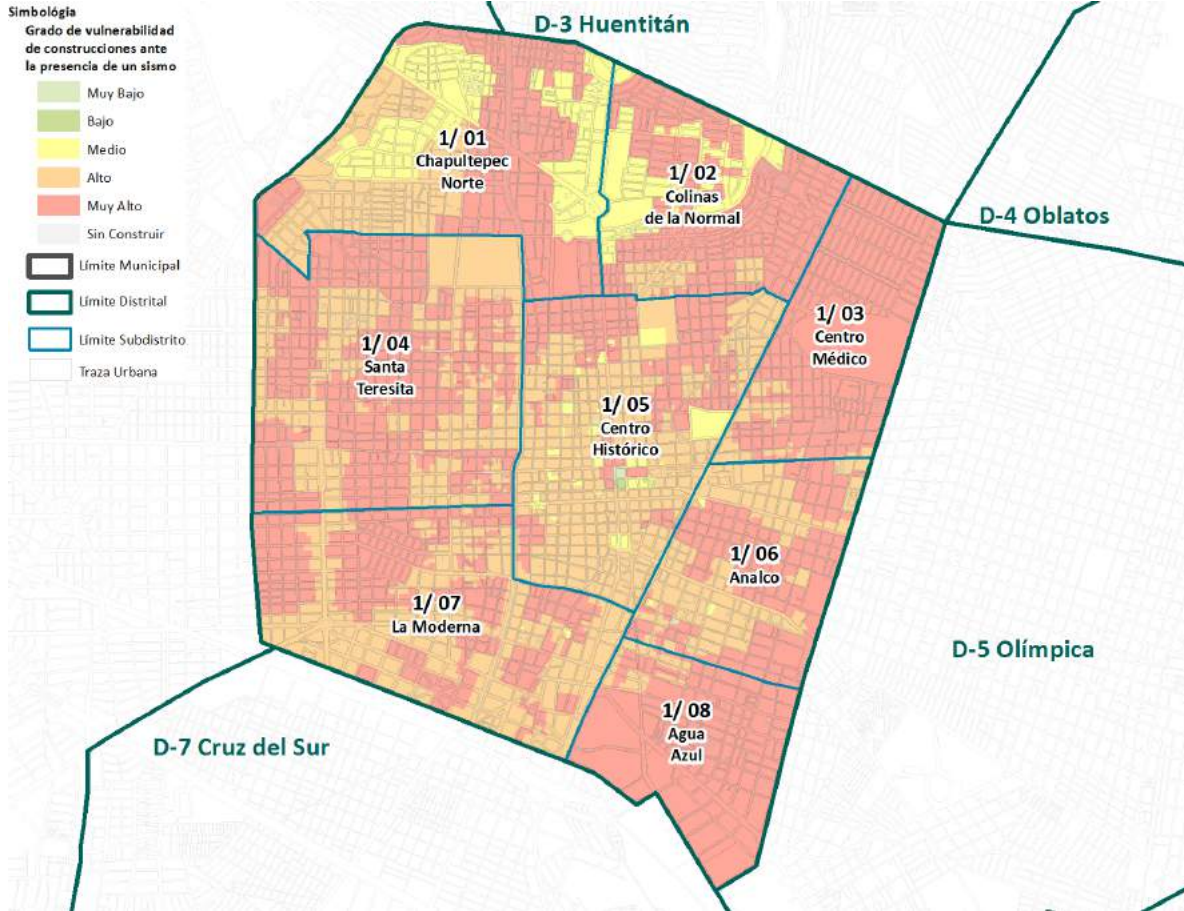 Simbología
Grado de vulnerabilidad
de construcciones ante
la presencia de un sismo
Muy Bajo
Bajo
Medio
Alto
Muy Alto
Sin Construir
Límite Municipal
Límite Distrital
Límite Subdistrito
Traza Urbana
D-3 Huentitán
1/ 01
Chapultepec
Norte
1/ 02
Colinas
de la Normal
D-4 Oblatos
1/ 03
Centro
Médico
1/ 04
Santa
Teresita
1/ 05
Centro
Histórico
1/ 06
Analco
1/ 07
La Moderna
D-5 Olímpica
1/ 08
Agua
Azul
D-7 Cruz del Sur